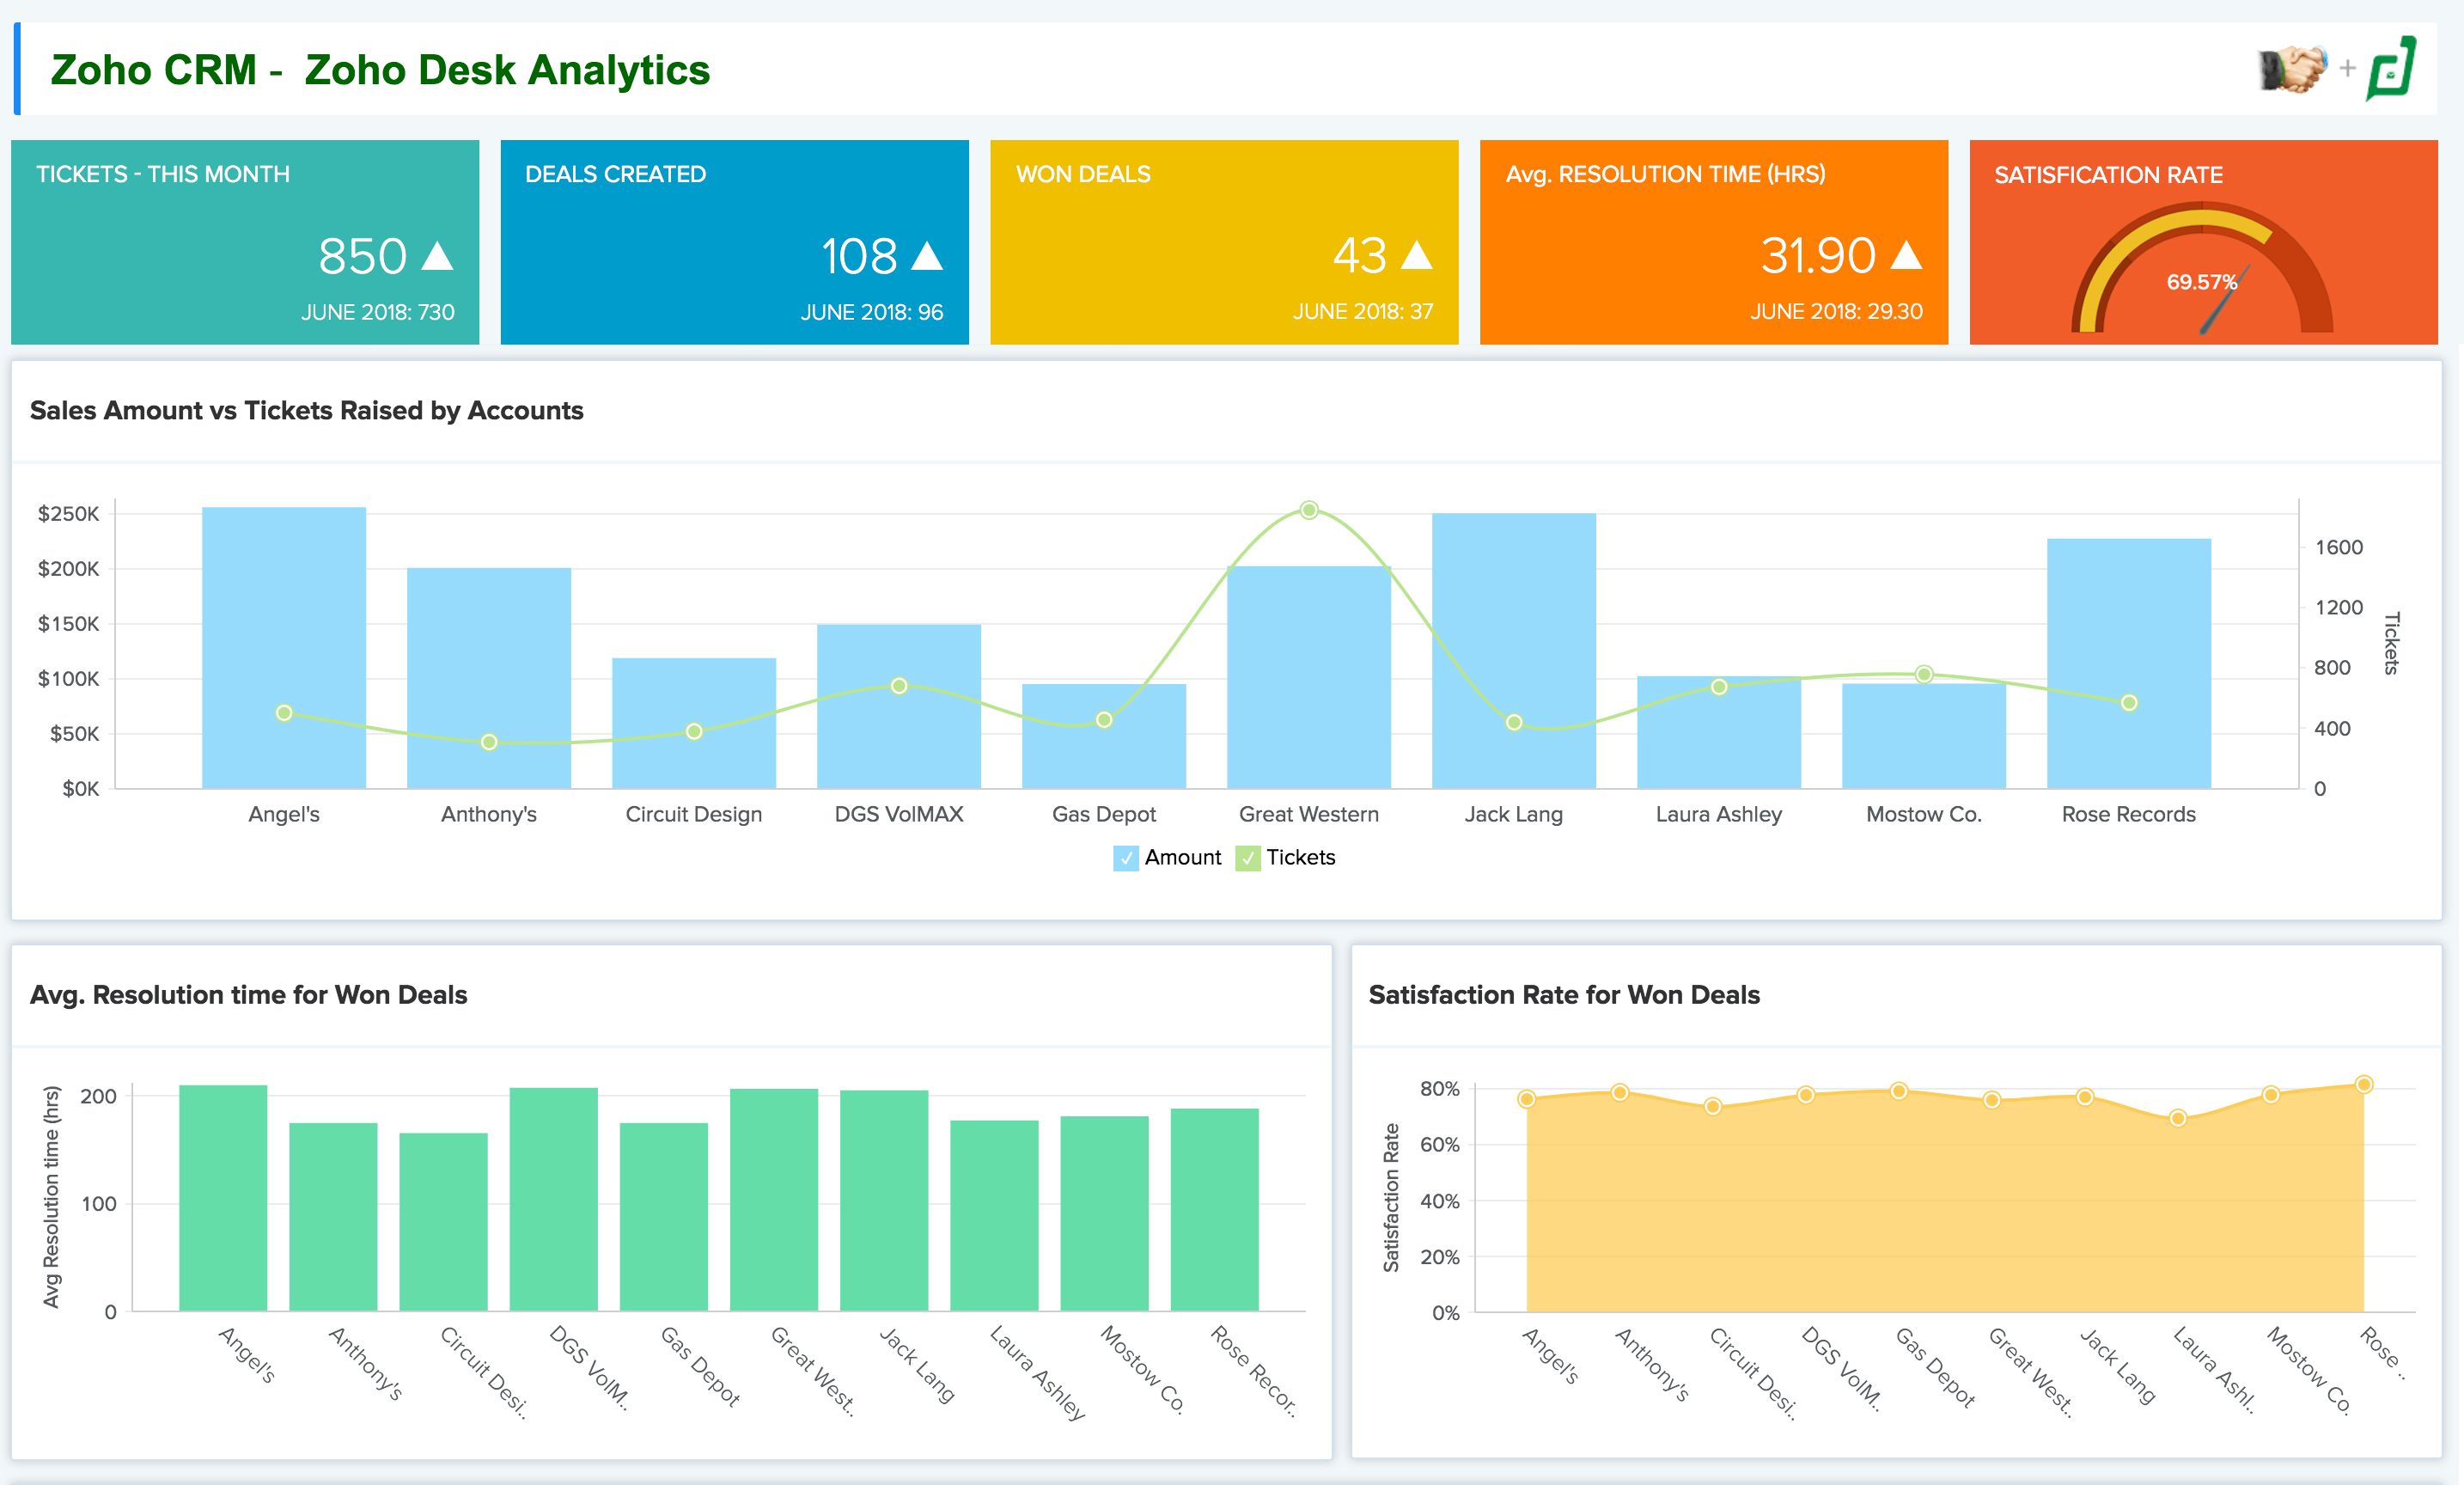 Zoho CRM - Zoho Desk Analytics
+
TICKETS - THIS MONTH
850
JUNE 2018: 730
DEALS CREATED
108
JUNE 2018: 96
WON DEALS
43
JUNE 2018: 37
Avg. RESOLUTION TIME (HRS)
31.90
JUNE 2018: 29.30
SATISFICATION RATE
69.57%
Sales Amount vs Tickets Raised by Accounts
$250K
$200K
$150K
$100K
$50K
$0K
1600
1200
800
400
0
Tickets
Angel's
Anthony's
Circuit Design
DGS VolMAX
Gas Depot
Great Western
Jack Lang
Laura Ashley
Mostow Co.
Rose Records
Amount
Tickets
Avg. Resolution time for Won Deals
Avg Resolution time (hrs)
200
100
0
Angel's
Anthony's
Circuit Desi..
DGS VolM..
Gas Depot
Great West..
Jack Lang
Laura Ashley
Mostow Co.
Rose Recor..
Satisfaction Rate for Won Deals
Satisfaction Rate
80%
60%
40%
20%
0%
Angel's
Anthony's
Circuit Desi..
DGS VolM..
Gas Depot
Great West..
Jack Lang
Laura Ashl..
Mostow Co.
Rose ..